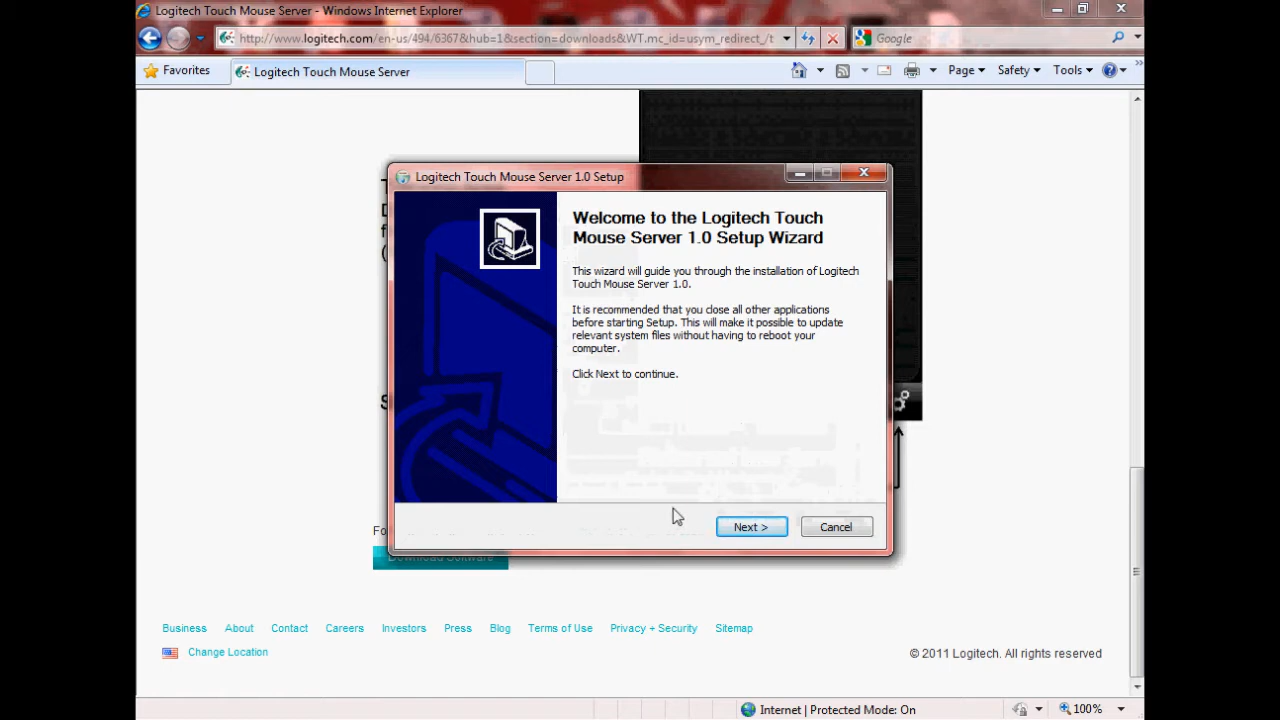 Logitech Touch Mouse Server - Windows Internet Explorer
http://www.logitech.com/en-us/494/6367&hub=1&section=downloads&WT.mc_id=usym_redirect_/t
Google
Favorites
Logitech Touch Mouse Server
Page
Safety
Tools
Logitech Touch Mouse Server 1.0 Setup
Welcome to the Logitech Touch
Mouse Server 1.0 Setup Wizard
This wizard will guide you through the installation of Logitech
Touch Mouse Server 1.0.
It is recommended that you close all other applications
before starting Setup. This will make it possible to update
relevant system files without having to reboot your
computer.
Click Next to continue.
Next >
Cancel
Fo
Download Software
Business About Contact Careers Investors Press Blog Terms of Use Privacy + Security Sitemap
Change Location
© 2011 Logitech. All rights reserved
Internet | Protected Mode: On
100%